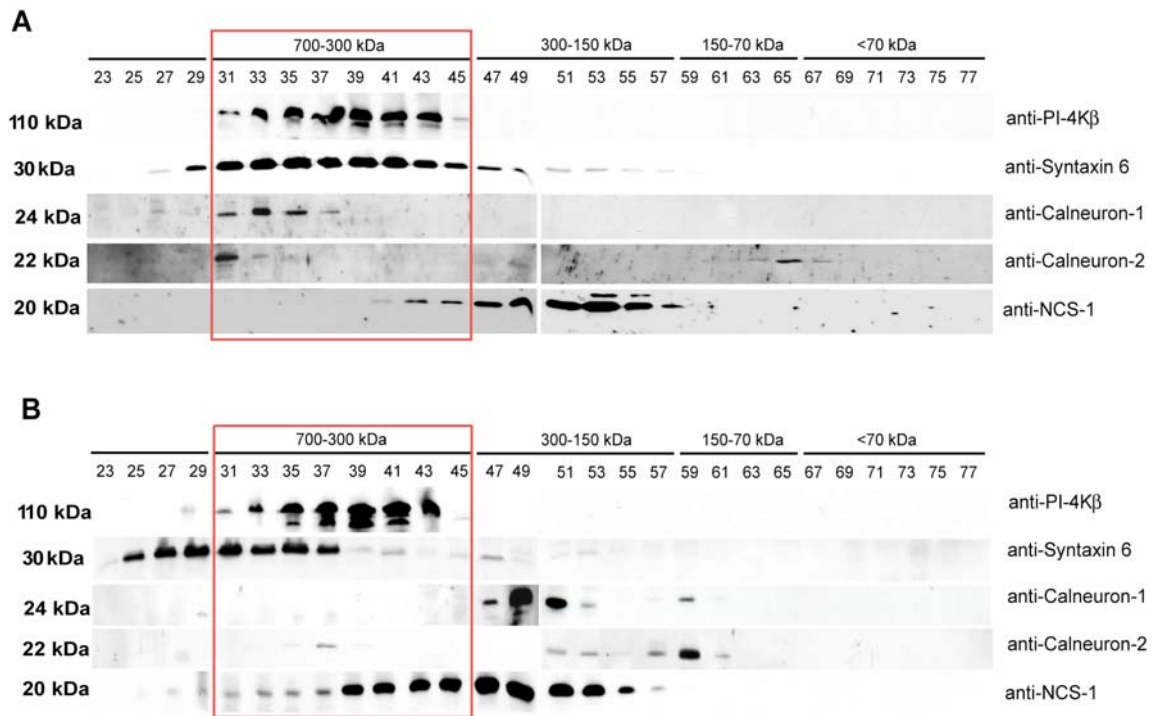 A
700-300 kDa 300-150 kDa 150-70 kDa <70 kDa
23 25 27 29 31 33 35 37 39 41 43 45 47 49 51 53 55 57 59 61 63 65 67 69 71 73 75 77
110 kDa anti-PI-4Kβ
30 kDa anti-Syntaxin 6
24 kDa anti-Calneuron-1
22 kDa anti-Calneuron-2
20 kDa anti-NCS-1
B
700-300 kDa 300-150 kDa 150-70 kDa <70 kDa
23 25 27 29 31 33 35 37 39 41 43 45 47 49 51 53 55 57 59 61 63 65 67 69 71 73 75 77
110 kDa anti-PI-4Kβ
30 kDa anti-Syntaxin 6
24 kDa anti-Calneuron-1
22 kDa anti-Calneuron-2
20 kDa anti-NCS-1